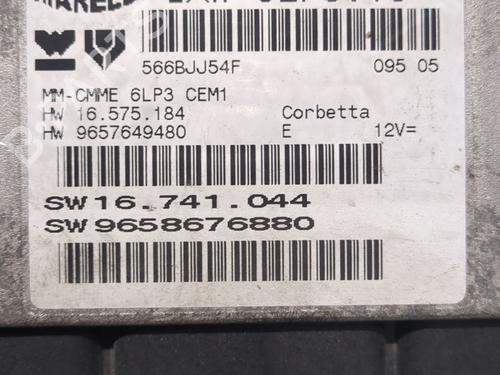 566BJJ54F 095 05
MM-CMME 6LP3 CEM1
HW 16.575.184 Corbetta
HW 9657649480 E 12V=
SW 16.741.044
SW 9658676880